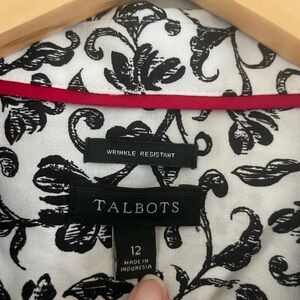 WRINKLE RESISTANT
TALBOTS
12
MADE IN
INDONESIA